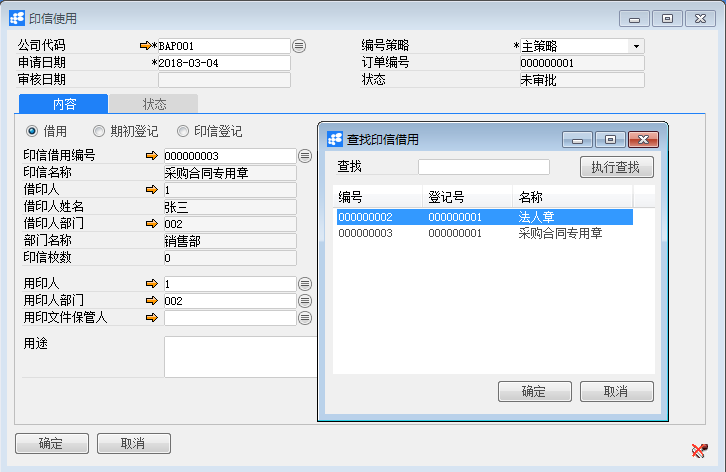 印信使用
公司代码 *BAP001 编号策略 *主策略
申请日期 *2018-03-04 订单编号 000000001
审核日期 状态 未审批
内容 状态
借用 期初登记 印信登记
印信借用编号 000000003
印信名称 采购合同专用章
借印人 1
借印人姓名 张三
借印人部门 002
部门名称 销售部
印信枚数 0
用印人 1
用印人部门 002
用印文件保管人
用途
确定 取消
查找印信借用
查找 执行查找
编号 登记号 名称
000000002 000000001 法人章
000000003 000000001 采购合同专用章
确定 取消